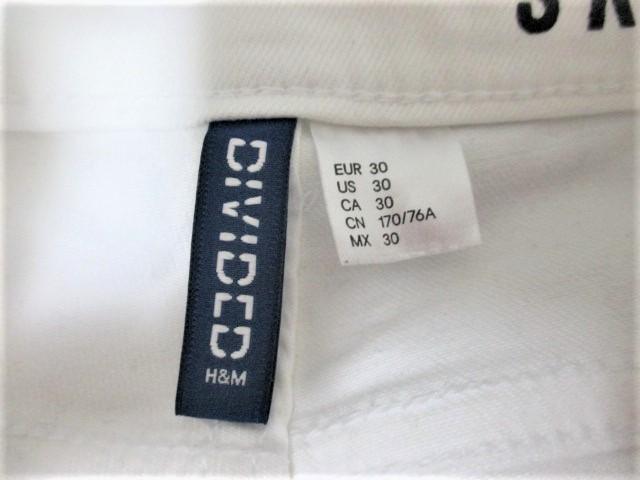 DIVIDED
H&M
EUR 30
US 30
CA 30
CN 170/76A
MX 30